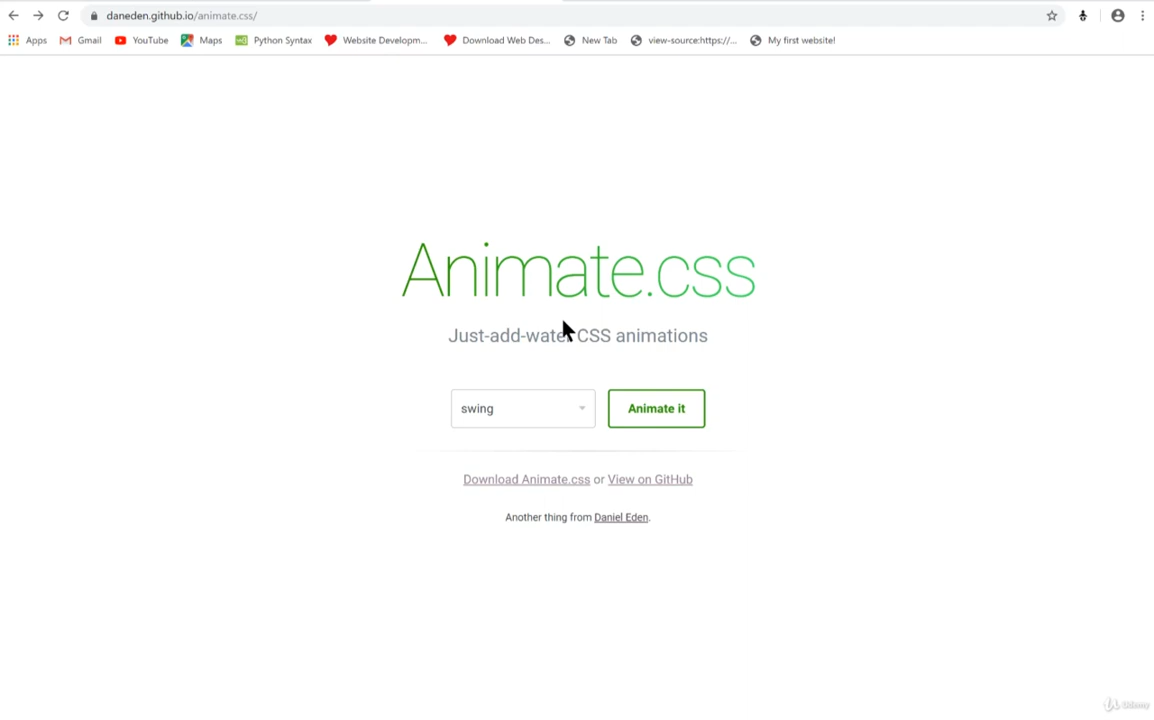 daneden.github.io/animate.css/
Apps Gmail YouTube Maps Python Syntax Website Developm... Download Web Des... New Tab view-source:https://... My first website!
Animate.css
Just-add-water CSS animations
swing Animate it
Download Animate.css or View on GitHub
Another thing from Daniel Eden.
Udemy